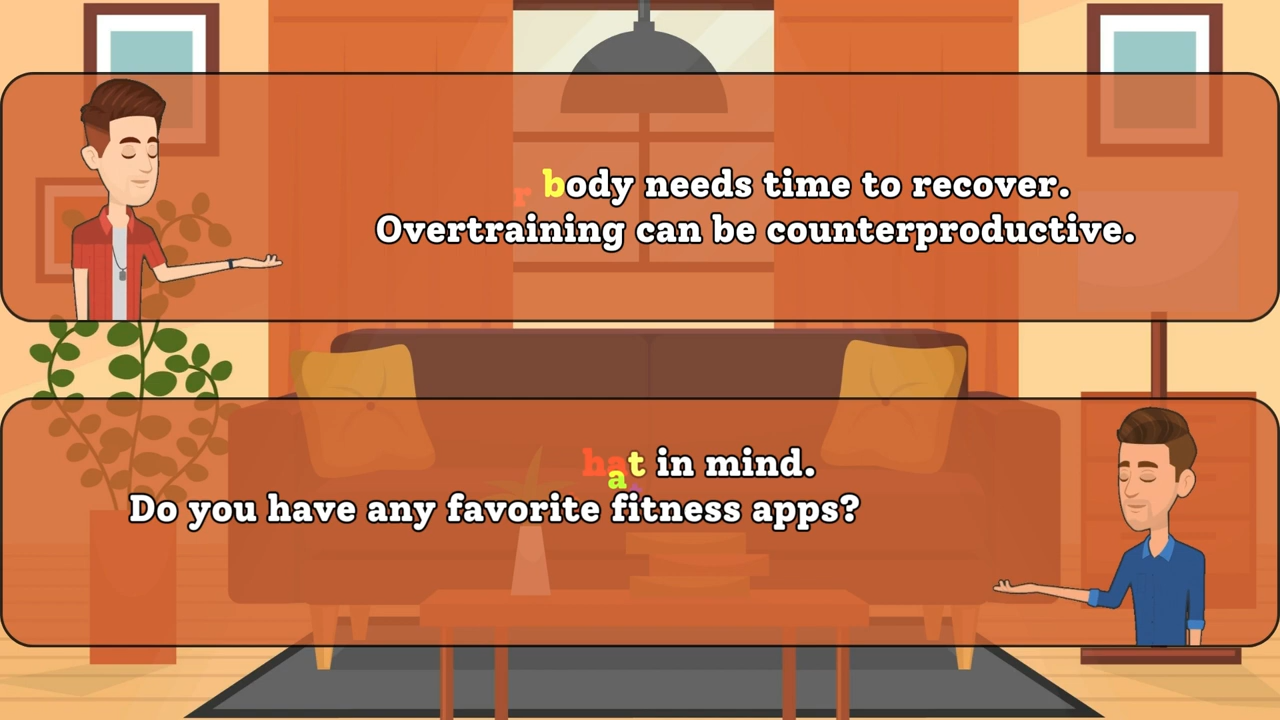 body needs time to recover.
Overtraining can be counterproductive.
in mind.
Do you have any favorite fitness apps?